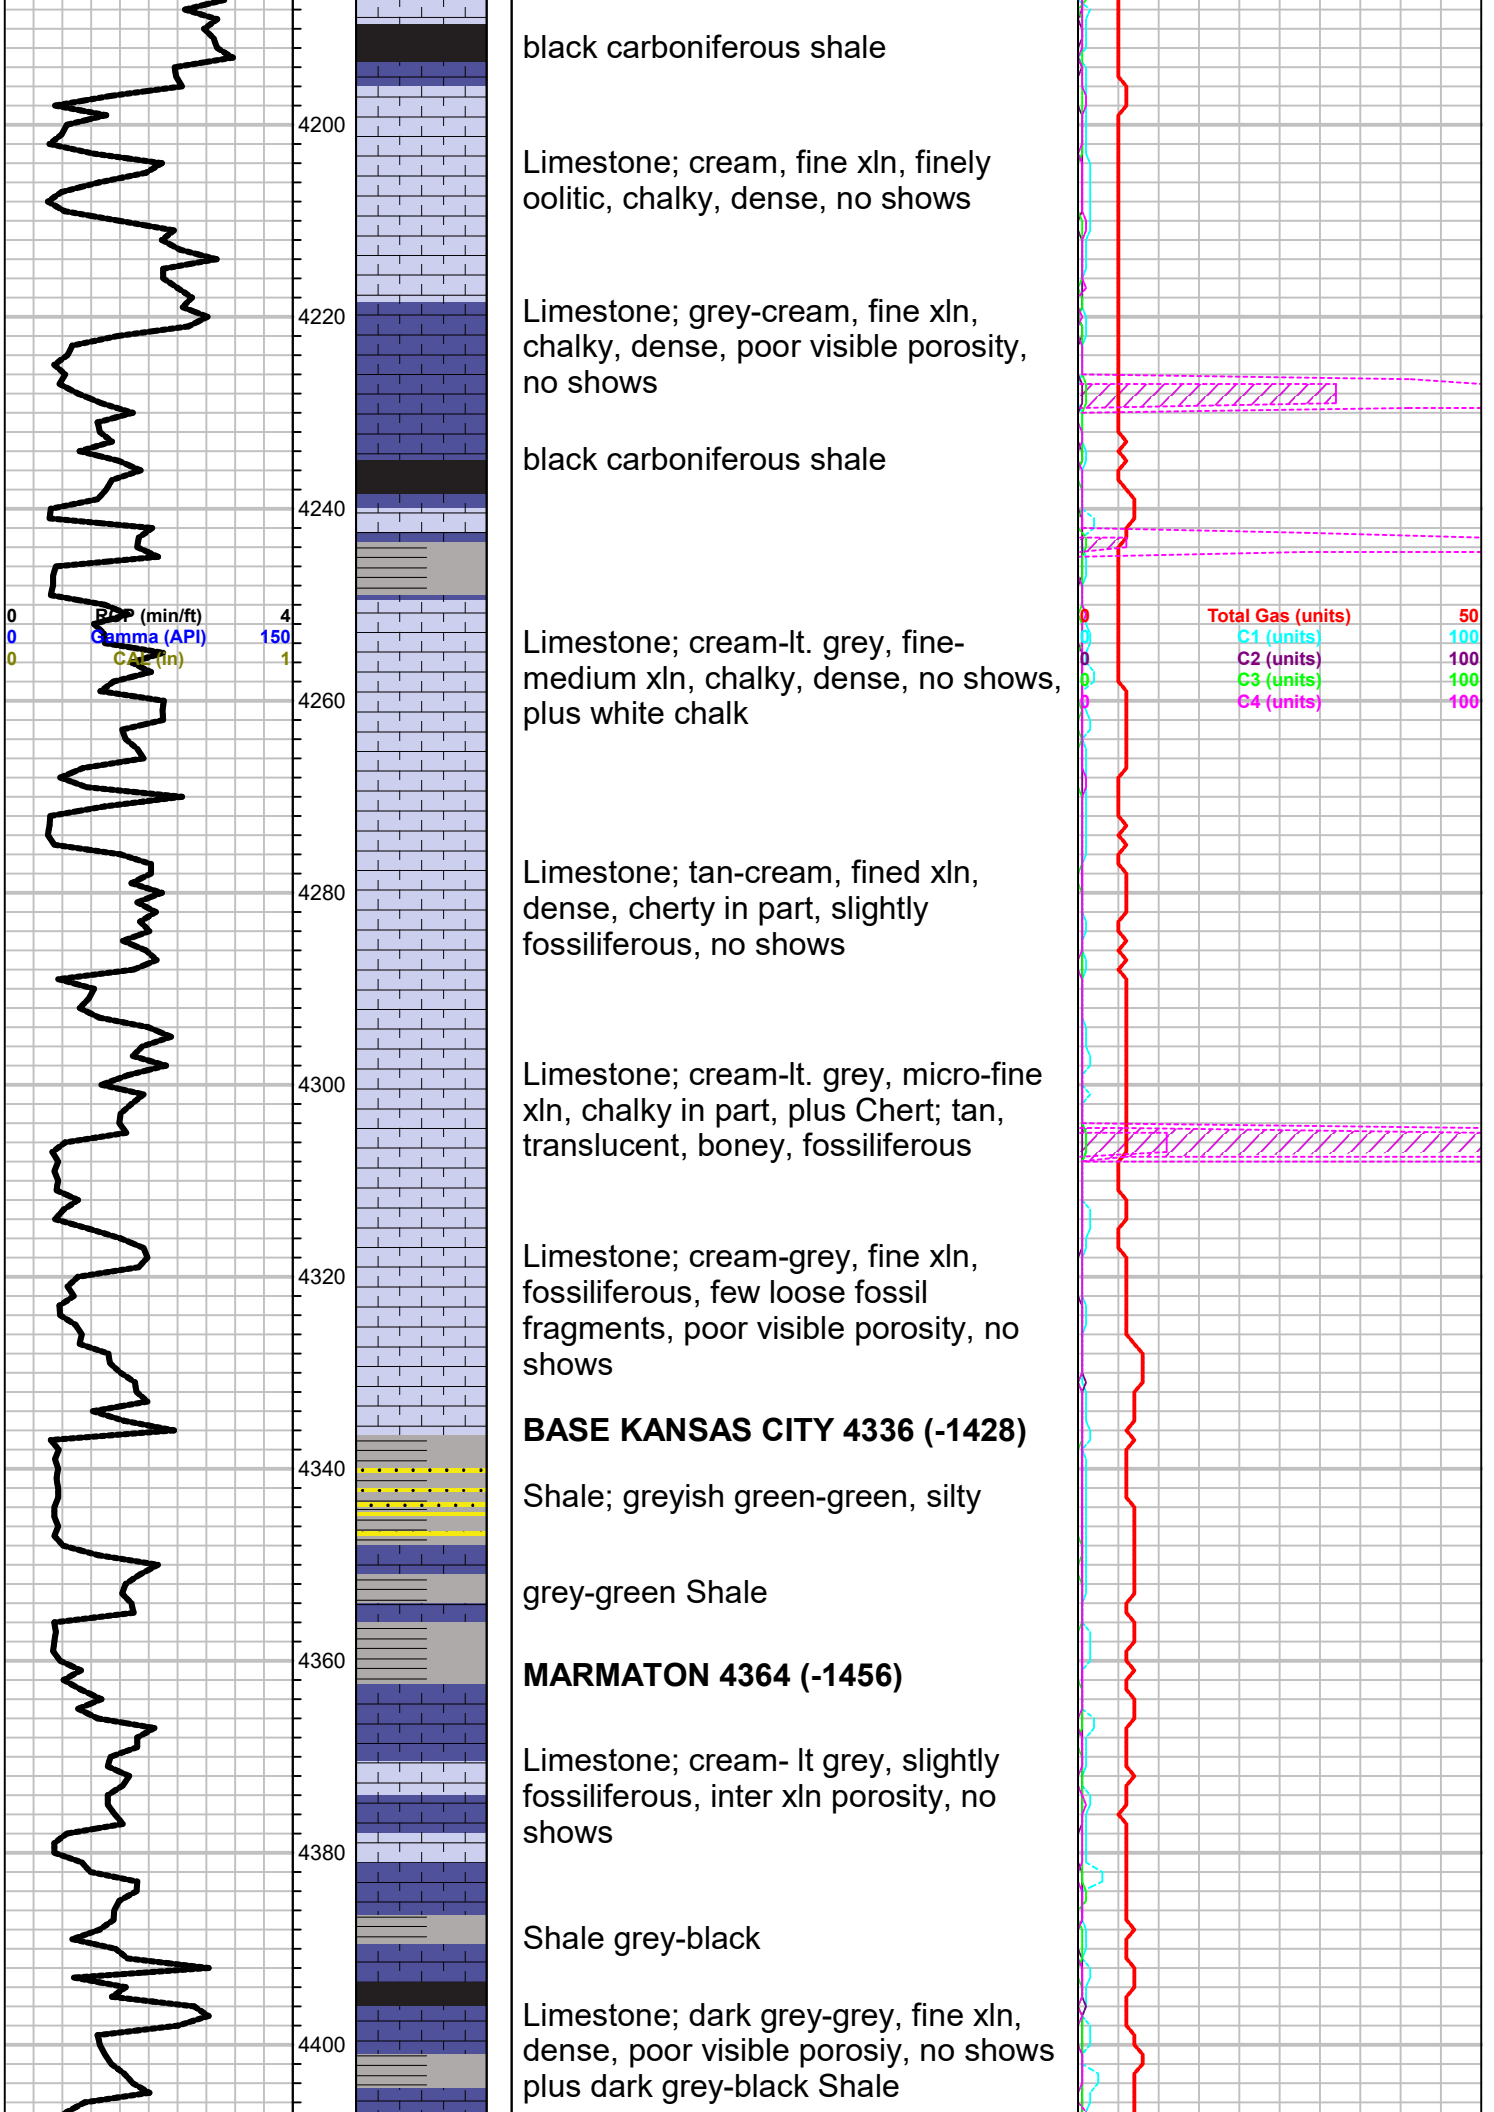 black carboniferous shale
4200
Limestone; cream, fine xln, finely
oolitic, chalky, dense, no shows
4220
Limestone; grey-cream, fine xln,
chalky, dense, poor visible porosity,
no shows
black carboniferous shale
4240
0 ROP (min/ft) 4
0 Gamma (API) 150
0 CAL (in) 1
0 Total Gas (units) 50
0 C1 (units) 100
0 C2 (units) 100
0 C3 (units) 100
0 C4 (units) 100
Limestone; cream-lt. grey, fine-
medium xln, chalky, dense, no shows,
plus white chalk
4260
Limestone; tan-cream, fined xln,
dense, cherty in part, slightly
fossiliferous, no shows
4280
4300
Limestone; cream-lt. grey, micro-fine
xln, chalky in part, plus Chert; tan,
translucent, boney, fossiliferous
Limestone; cream-grey, fine xln,
fossiliferous, few loose fossil
fragments, poor visible porosity, no
shows
4320
BASE KANSAS CITY 4336 (-1428)
4340
Shale; greyish green-green, silty
grey-green Shale
4360
MARMATON 4364 (-1456)
Limestone; cream- lt grey, slightly
fossiliferous, inter xln porosity, no
shows
4380
Shale grey-black
Limestone; dark grey-grey, fine xln,
dense, poor visible porosiy, no shows
plus dark grey-black Shale
4400